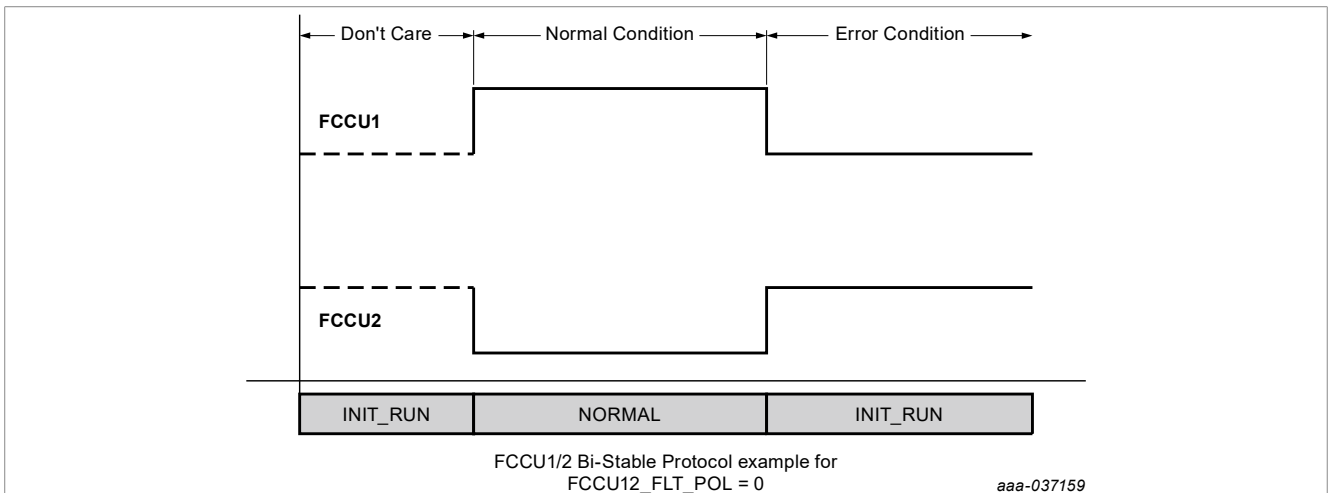 Don't Care
Normal Condition
Error Condition
FCCU1
FCCU2
INIT_RUN
NORMAL
INIT_RUN
FCCU1/2 Bi-Stable Protocol example for
FCCU12_FLT_POL = 0
aaa-037159